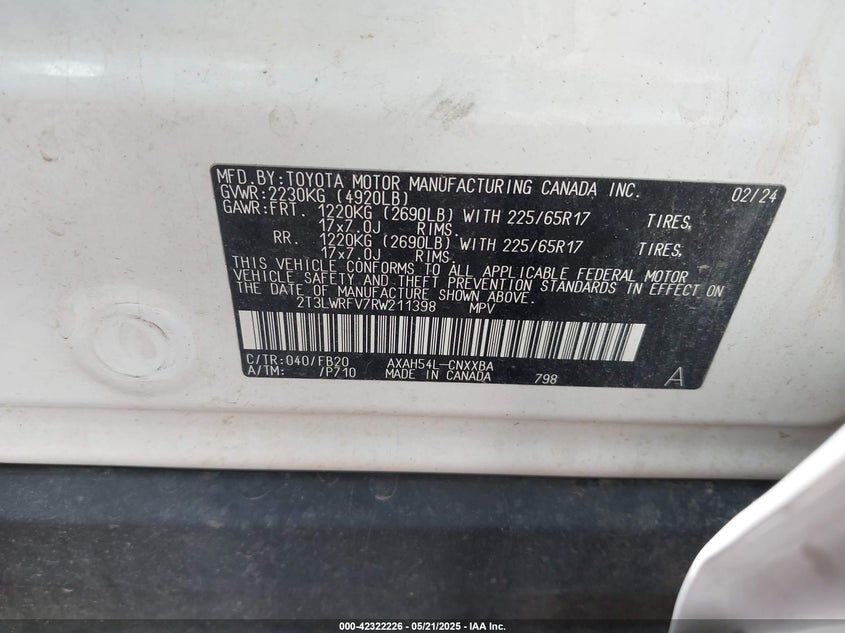 MFD.BY:TOYOTA MOTOR MANUFACTURING CANADA INC. 02/24
GVWR:2230KG (4920LB)
GAWR:FRT. 1220KG (2690LB) WITH 225/65R17 TIRES,
17x7.0J RIMS.
RR. 1220KG (2690LB) WITH 225/65R17 TIRES,
17x7.0J RIMS.
THIS VEHICLE CONFORMS TO ALL APPLICABLE FEDERAL MOTOR
VEHICLE SAFETY AND THEFT PREVENTION STANDARDS IN EFFECT ON
THE DATE OF MANUFACTURE SHOWN ABOVE.
2T3LWRFV7RW211398 MPV
C/TR:040/FB20 AXAH54L-CNXXBA
A/TM: /P710 MADE IN CANADA 798 A
000-42322226 - 05/21/2025 - IAA Inc.